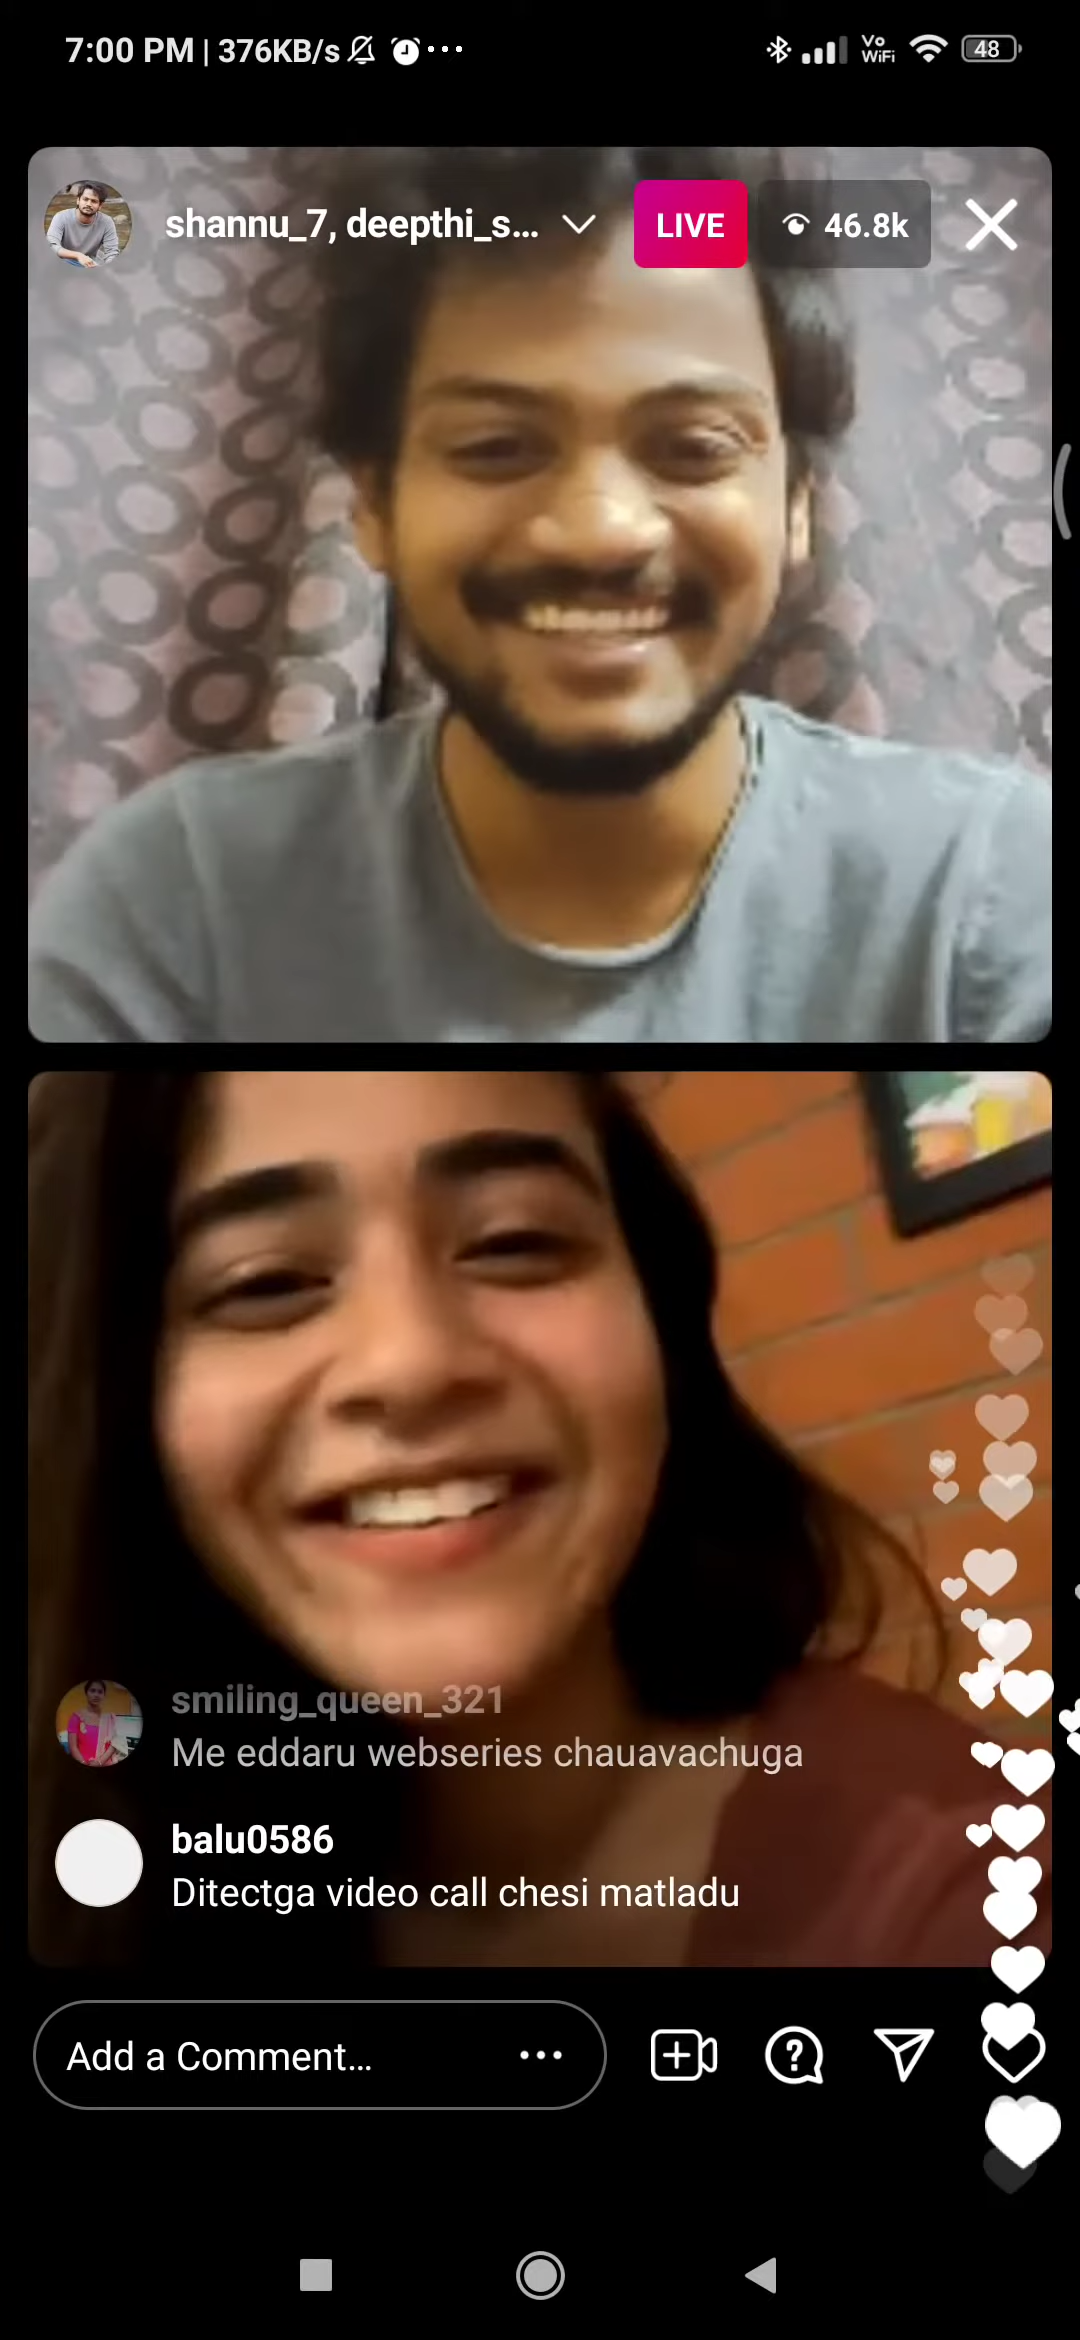 7:00 PM | 376KB/s
Vo
WiFi
48
shannu_7, deepthi_s...
LIVE
46.8k
smiling_queen_321
Me eddaru webseries chauavachuga
balu0586
Ditectga video call chesi matladu
Add a Comment...